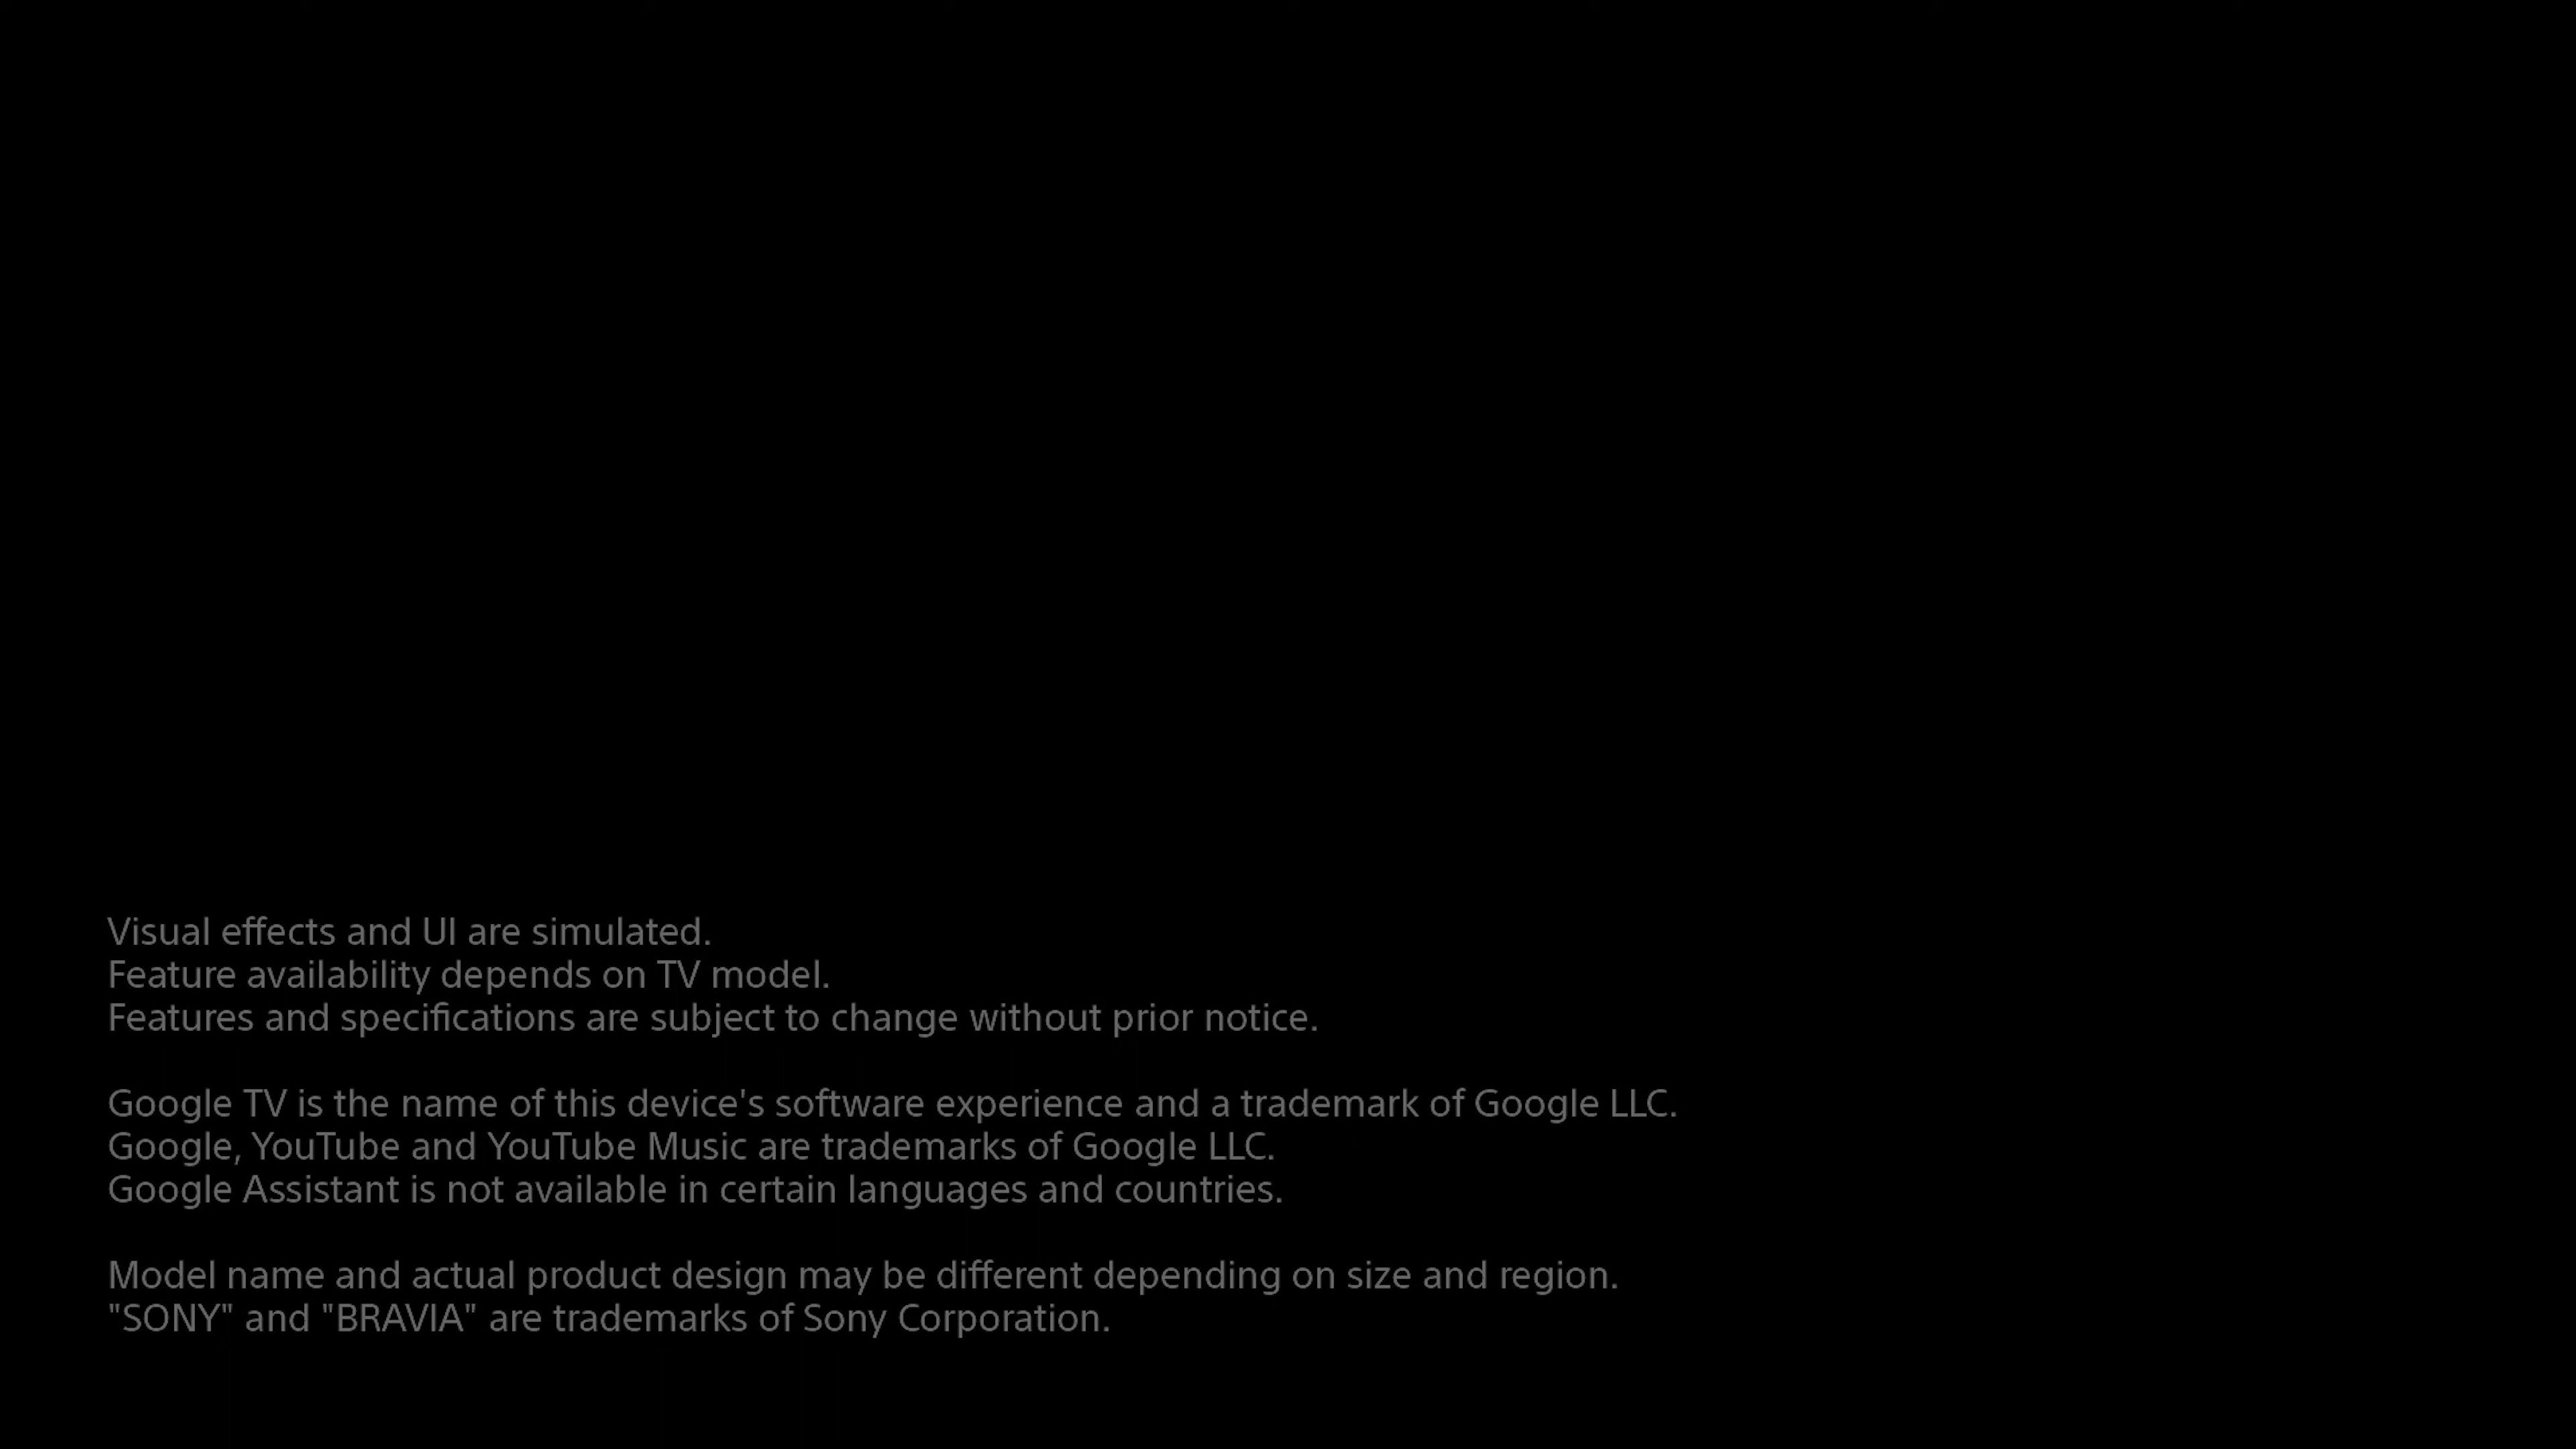 Visual effects and UI are simulated.
Feature availability depends on TV model.
Features and specifications are subject to change without prior notice.
Google TV is the name of this device's software experience and a trademark of Google LLC.
Google, YouTube and YouTube Music are trademarks of Google LLC.
Google Assistant is not available in certain languages and countries.
Model name and actual product design may be different depending on size and region.
"SONY" and "BRAVIA" are trademarks of Sony Corporation.